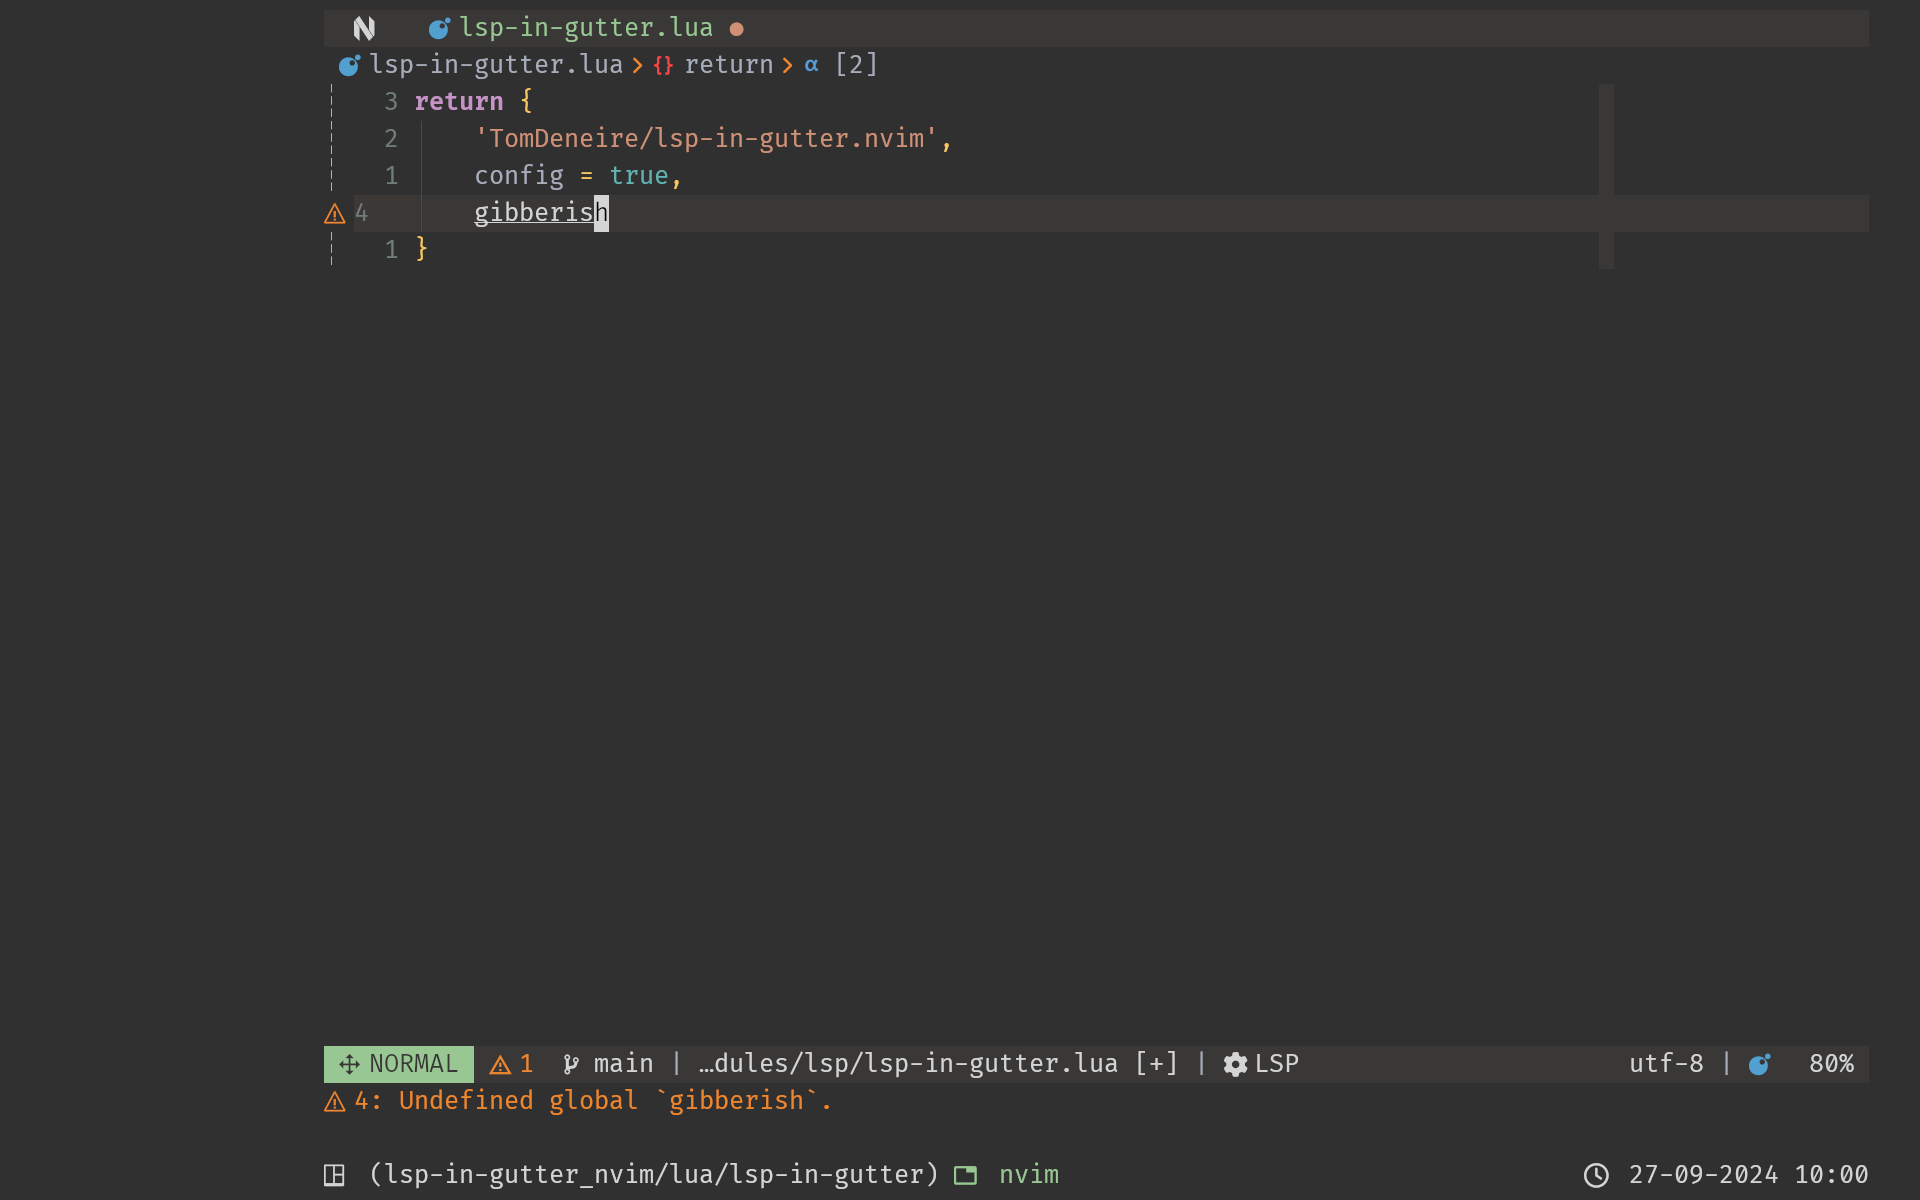 lsp-in-gutter.lua
lsp-in-gutter.lua > {} return > α [2]
3 return {
2 'TomDeneire/lsp-in-gutter.nvim',
1 config = true,
4 gibberish
1 }
NORMAL 1 main | …dules/lsp/lsp-in-gutter.lua [+] | LSP utf-8 | 80%
4: Undefined global `gibberish`.
(lsp-in-gutter_nvim/lua/lsp-in-gutter) nvim 27-09-2024 10:00